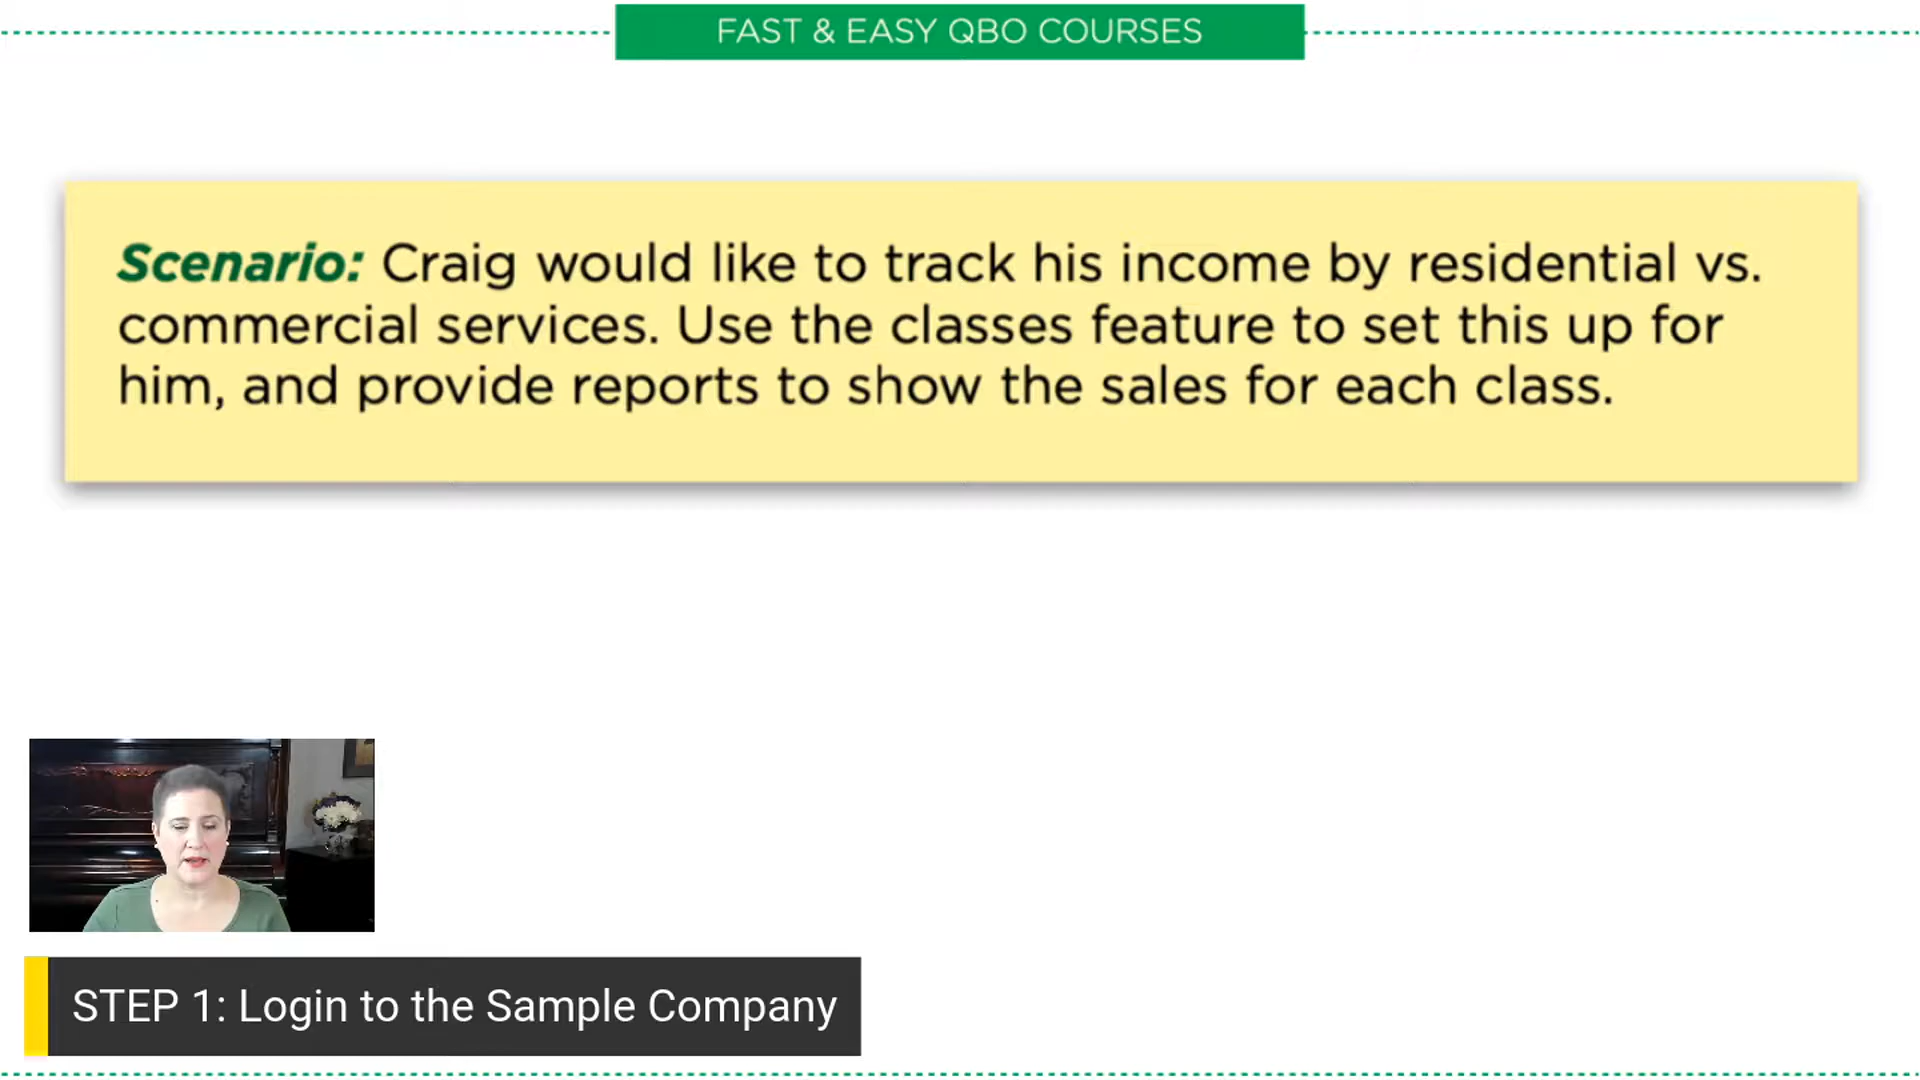 FAST & EASY QBO COURSES
Scenario: Craig would like to track his income by residential vs.
commercial services. Use the classes feature to set this up for
him, and provide reports to show the sales for each class.
STEP 1: Login to the Sample Company